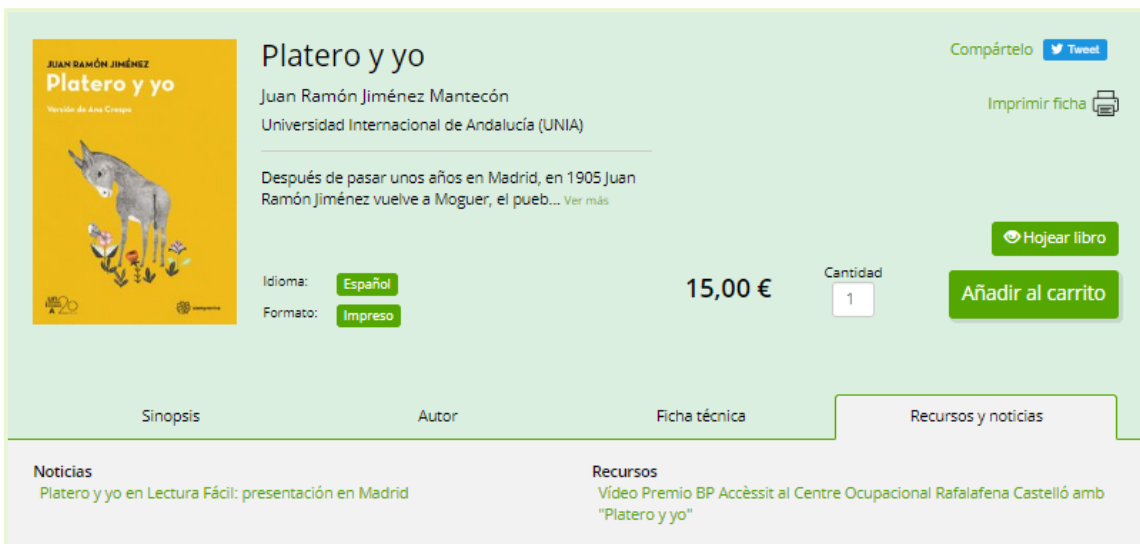 JUAN RAMÓN JIMÉNEZ
Platero y yo
Versión de Ana Crespo
Platero y yo
Juan Ramón Jiménez Mantecón
Universidad Internacional de Andalucía (UNIA)
Después de pasar unos años en Madrid, en 1905 Juan
Ramón Jiménez vuelve a Moguer, el pueb... Ver más
Idioma: Español
Formato: Impreso
15,00 €
Cantidad
1
Compártelo Tweet
Imprimir ficha
Hojear libro
Añadir al carrito
Sinopsis
Autor
Ficha técnica
Recursos y noticias
Noticias
Platero y yo en Lectura Fácil: presentación en Madrid
Recursos
Vídeo Premio BP Accèssit al Centre Ocupacional Rafalafena Castelló amb
"Platero y yo"